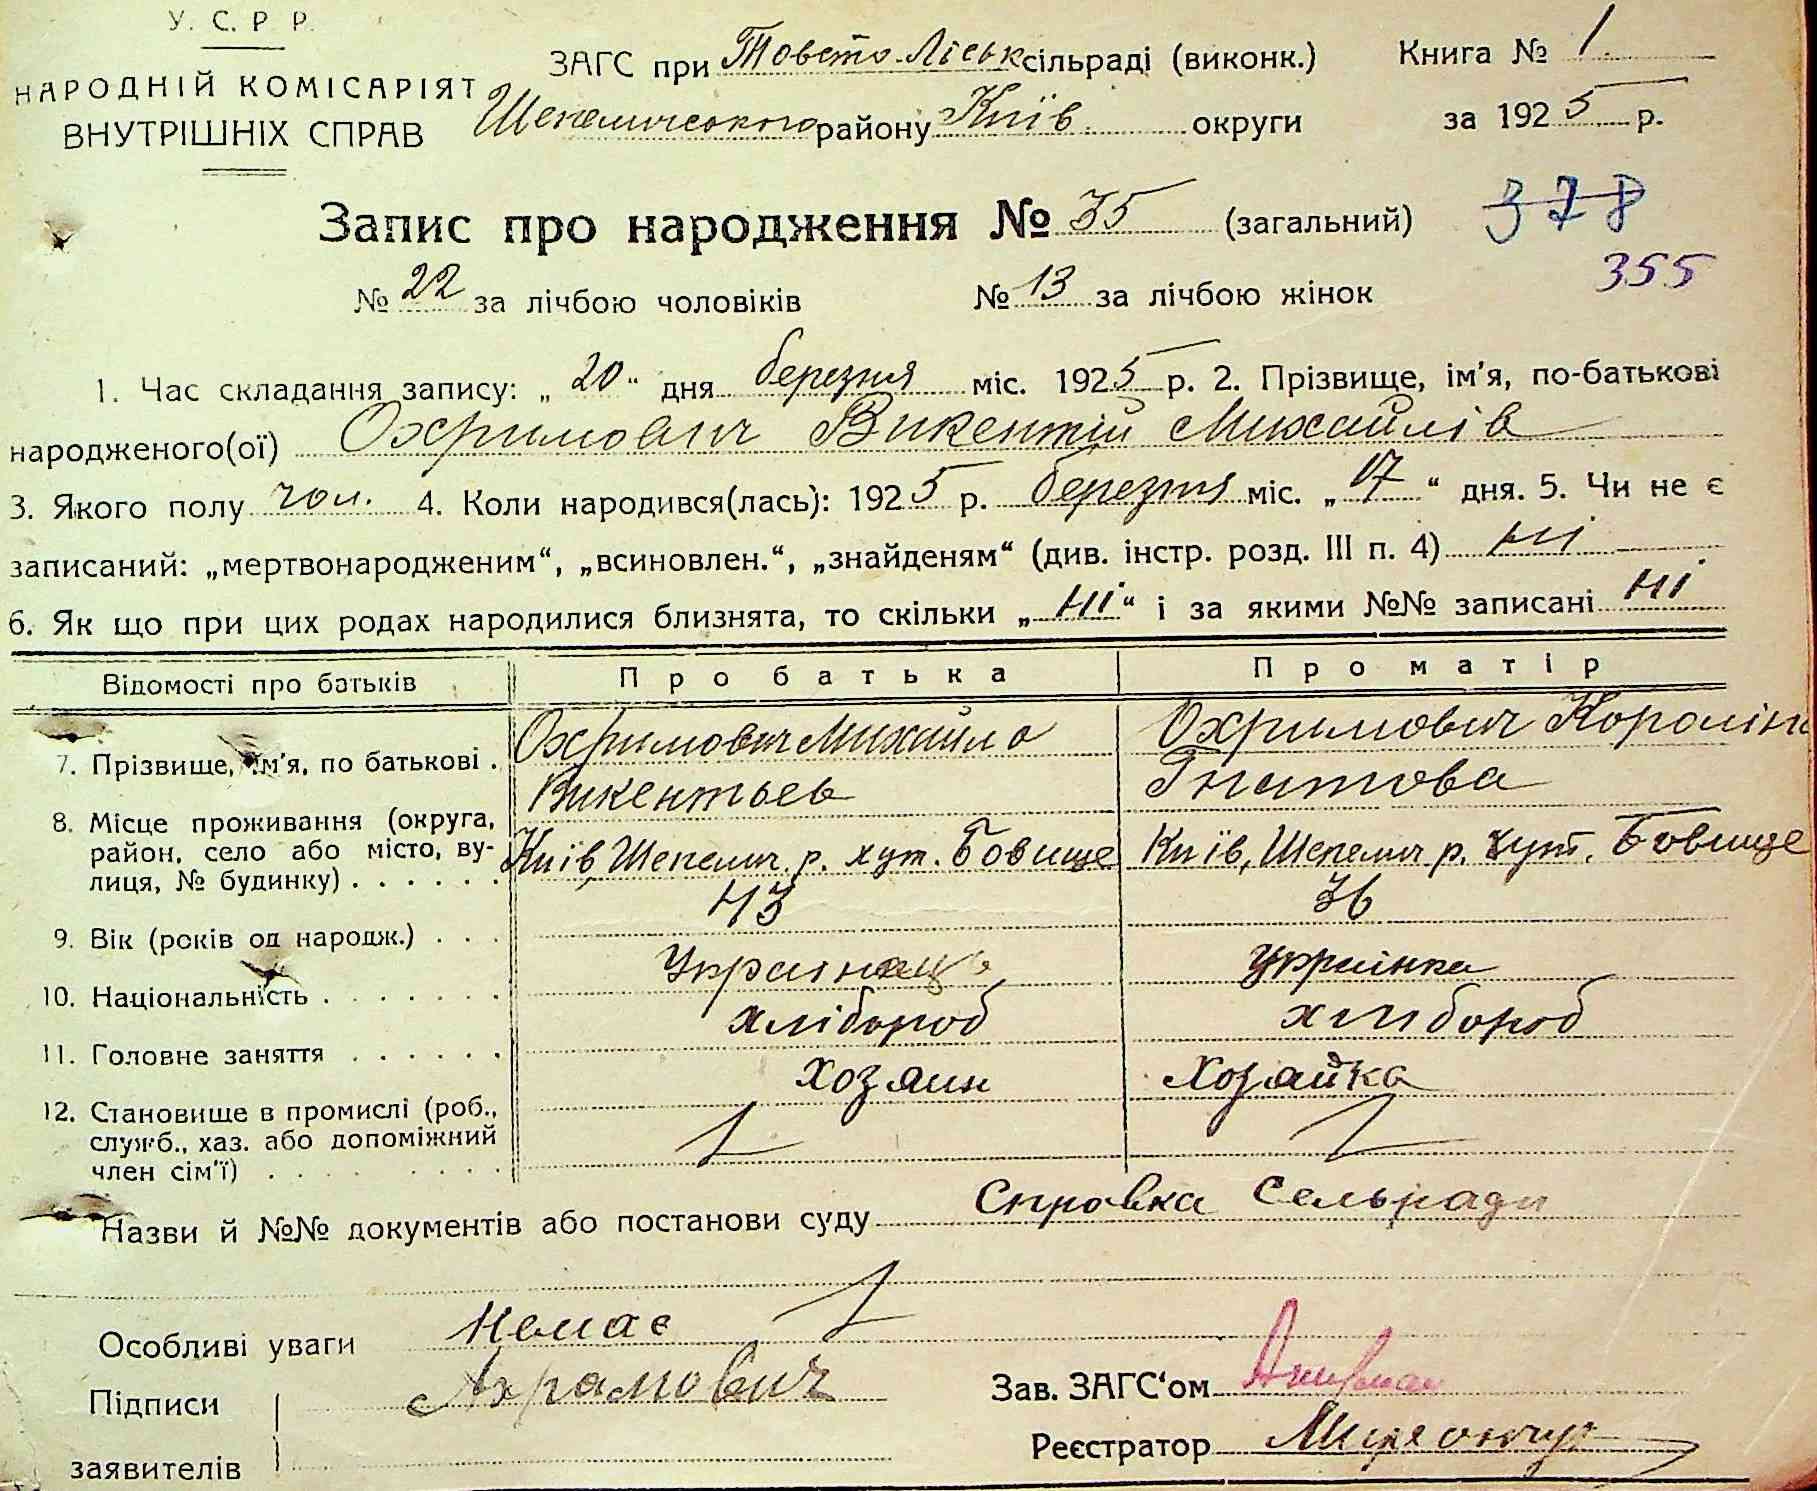 У. С. Р. Р.
НАРОДНІЙ КОМІСАРІЯТ
ВНУТРІШНІХ СПРАВ
ЗАГС при Товсто-Ліськ сільраді (виконк.) Книга № 1
Шепелицького району Київ округи за 1925 р.
Запис про народження № 35 (загальний) 378
355
№ 22 за лічбою чоловіків № 13 за лічбою жінок
1. Час складання запису: „20“ дня березня міс. 1925 р. 2. Прізвище, ім'я, по-батькові
народженого(ої) Охримович Викентій Михайлів
3. Якого полу чол. 4. Коли народився(лась): 1925 р. березня міс. „17“ дня. 5. Чи не є
записаний: „мертвонародженим“, „всиновлен.“, „знайденям“ (див. інстр. розд. III п. 4) ні
6. Як що при цих родах народилися близнята, то скільки „ні“ і за якими №№ записані ні
Відомості про батьків Про батька Про матір
7. Прізвище, ім'я, по батькові . Охримович Михайло Викентьев Охримович Кароліна Гнатова
8. Місце проживання (округа,
район, село або місто, ву-
лиця, № будинку) . . . . . . Київ, Шепелич. р. хут. Бовище Київ, Шепелич р. хут. Бовище
9. Вік (років од народж.) . . . 43 36
10. Національність . . . . . . . Українець Українка
11. Головне заняття . . . . . . хлібороб хлібороб
12. Становище в промислі (роб.,
служб., хаз. або допоміжний
член сім'ї) . . . . . . . . . хозяин хозяйка
Назви й №№ документів або постанови суду Справка Сельради
Особливі уваги Немає
Підписи Ахрамович
заявителів
Зав. ЗАГС'ом
Реєстратор